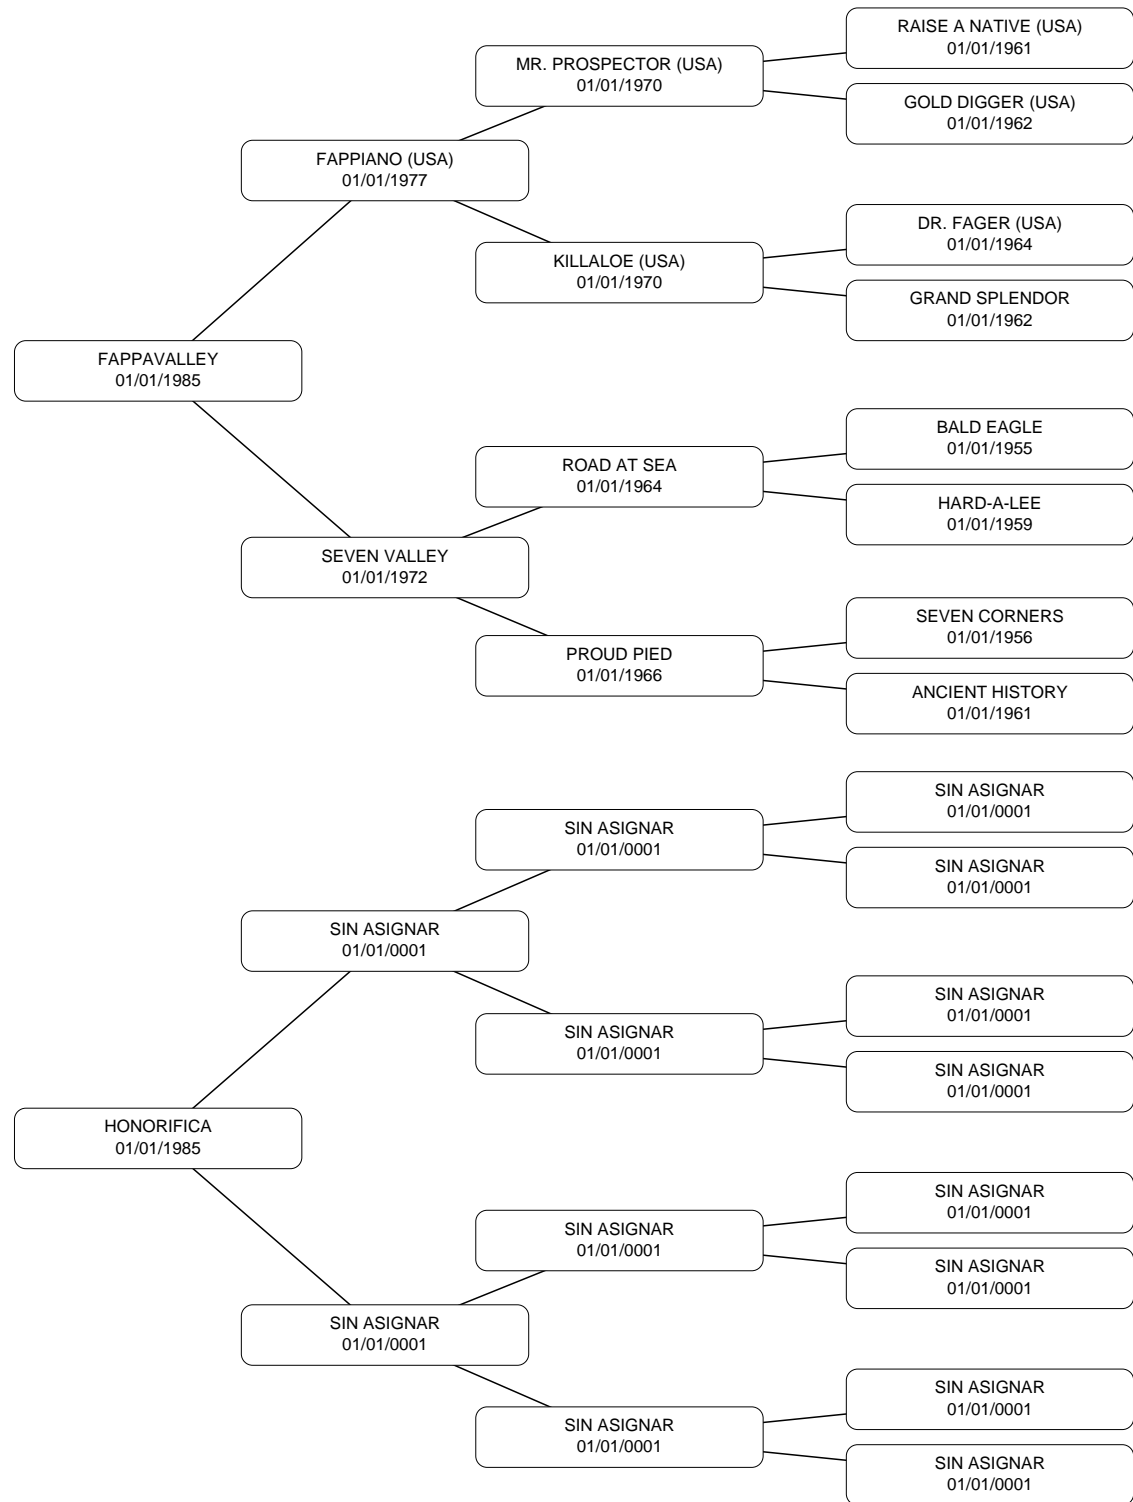 RAISE A NATIVE (USA)
01/01/1961
MR. PROSPECTOR (USA)
01/01/1970
GOLD DIGGER (USA)
01/01/1962
FAPPIANO (USA)
01/01/1977
DR. FAGER (USA)
01/01/1964
KILLALOE (USA)
01/01/1970
GRAND SPLENDOR
01/01/1962
FAPPAVALLEY
01/01/1985
BALD EAGLE
01/01/1955
ROAD AT SEA
01/01/1964
HARD-A-LEE
01/01/1959
SEVEN VALLEY
01/01/1972
SEVEN CORNERS
01/01/1956
PROUD PIED
01/01/1966
ANCIENT HISTORY
01/01/1961
SIN ASIGNAR
01/01/0001
SIN ASIGNAR
01/01/0001
SIN ASIGNAR
01/01/0001
SIN ASIGNAR
01/01/0001
SIN ASIGNAR
01/01/0001
SIN ASIGNAR
01/01/0001
SIN ASIGNAR
01/01/0001
HONORIFICA
01/01/1985
SIN ASIGNAR
01/01/0001
SIN ASIGNAR
01/01/0001
SIN ASIGNAR
01/01/0001
SIN ASIGNAR
01/01/0001
SIN ASIGNAR
01/01/0001
SIN ASIGNAR
01/01/0001
SIN ASIGNAR
01/01/0001